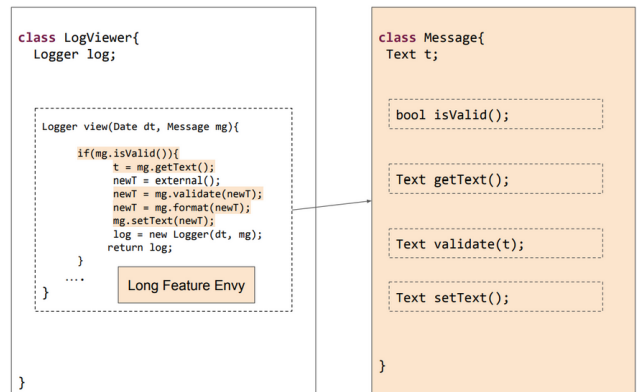 class LogViewer{
Logger log;
Logger view(Date dt, Message mg){
if(mg.isValid()){
t = mg.getText();
newT = external();
newT = mg.validate(newT);
newT = mg.format(newT);
mg.setText(newT);
log = new Logger(dt, mg);
return log;
}
....
}
Long Feature Envy
}
class Message{
Text t;
bool isValid();
Text getText();
Text validate(t);
Text setText();
}